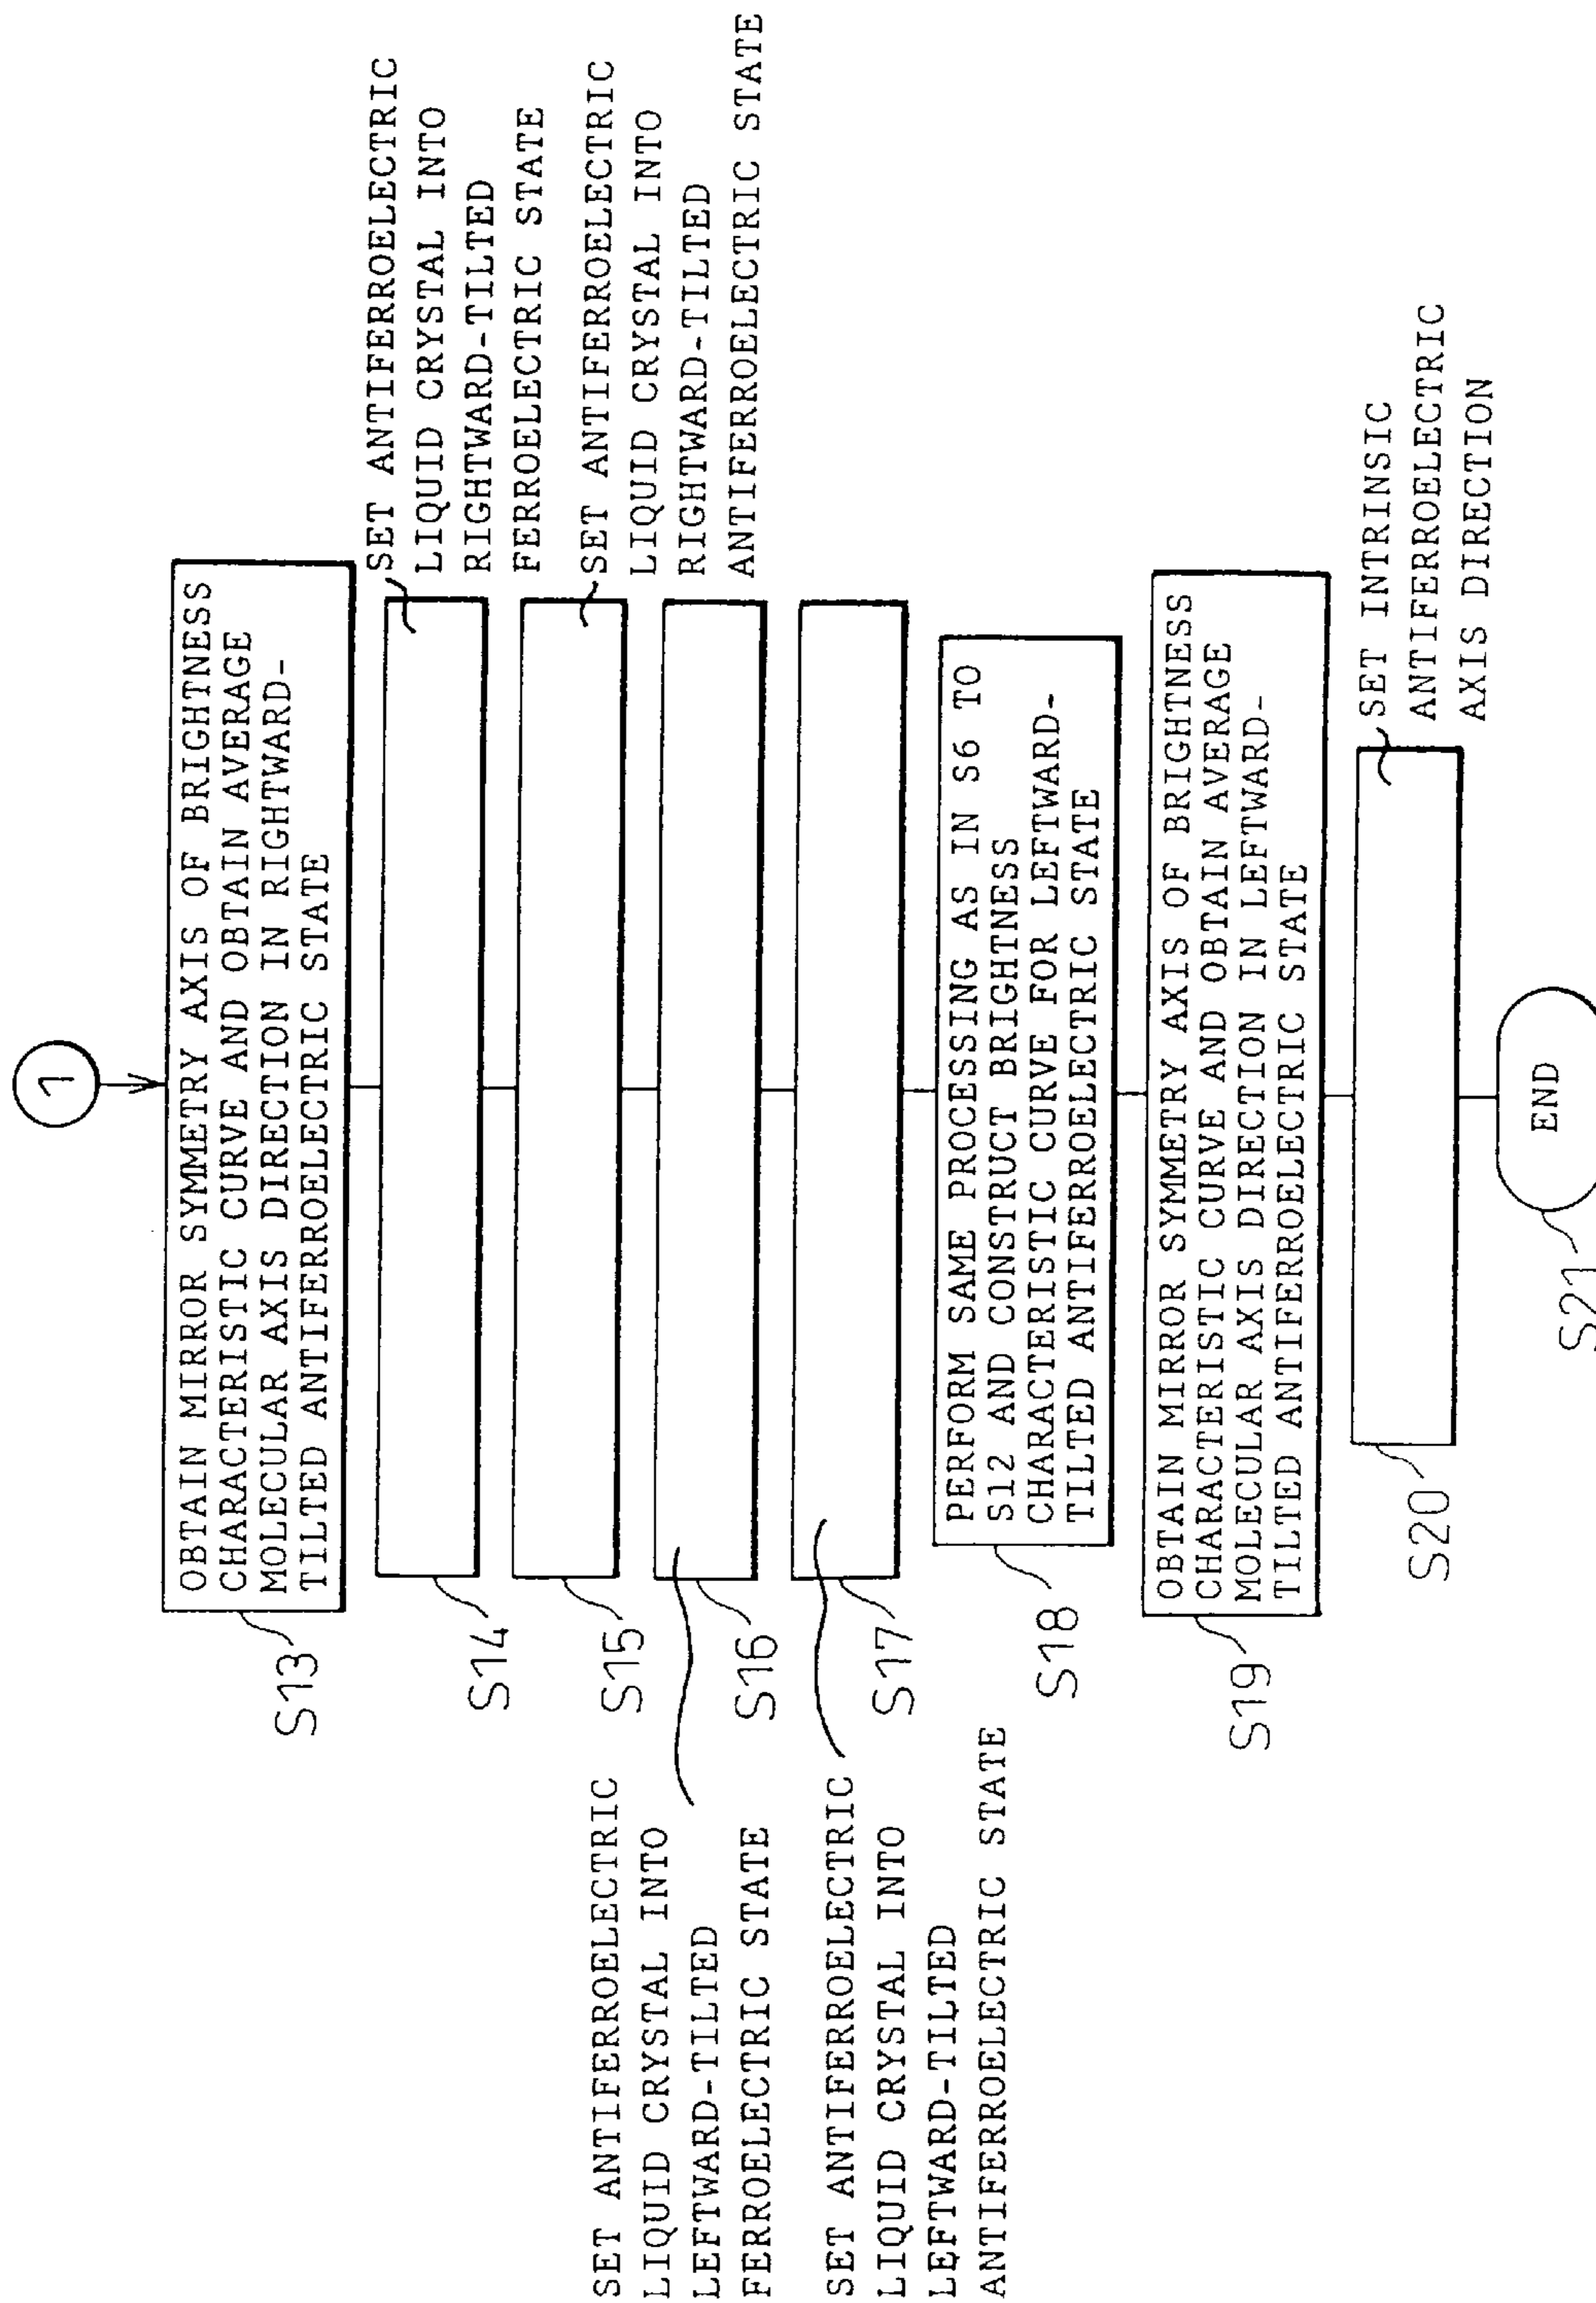 1
OBTAIN MIRROR SYMMETRY AXIS OF BRIGHTNESS
CHARACTERISTIC CURVE AND OBTAIN AVERAGE
MOLECULAR AXIS DIRECTION IN RIGHTWARD-
TILTED ANTIFERROELECTRIC STATE
S13
SET ANTIFERROELECTRIC
LIQUID CRYSTAL INTO
RIGHTWARD-TILTED
FERROELECTRIC STATE
S14
SET ANTIFERROELECTRIC
LIQUID CRYSTAL INTO
RIGHTWARD-TILTED
ANTIFERROELECTRIC STATE
S15
SET ANTIFERROELECTRIC
LIQUID CRYSTAL INTO
LEFTWARD-TILTED
FERROELECTRIC STATE
S16
SET ANTIFERROELECTRIC
LIQUID CRYSTAL INTO
LEFTWARD-TILTED
ANTIFERROELECTRIC STATE
S17
PERFORM SAME PROCESSING AS IN S6 TO
S12 AND CONSTRUCT BRIGHTNESS
CHARACTERISTIC CURVE FOR LEFTWARD-
TILTED ANTIFERROELECTRIC STATE
S18
OBTAIN MIRROR SYMMETRY AXIS OF BRIGHTNESS
CHARACTERISTIC CURVE AND OBTAIN AVERAGE
MOLECULAR AXIS DIRECTION IN LEFTWARD-
TILTED ANTIFERROELECTRIC STATE
S19
SET INTRINSIC
ANTIFERROELECTRIC
AXIS DIRECTION
S20
END
S21